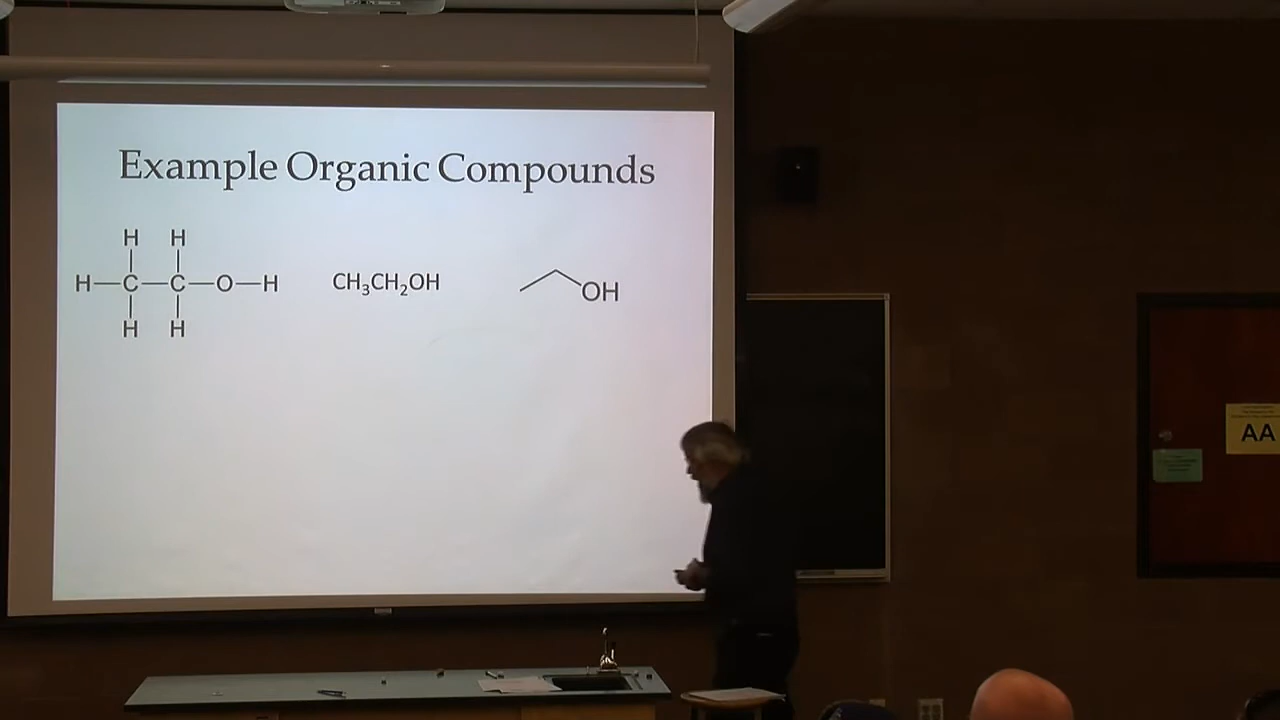 Example Organic Compounds
H H
H—C—C—O—H
H H
CH₃CH₂OH
OH
AA